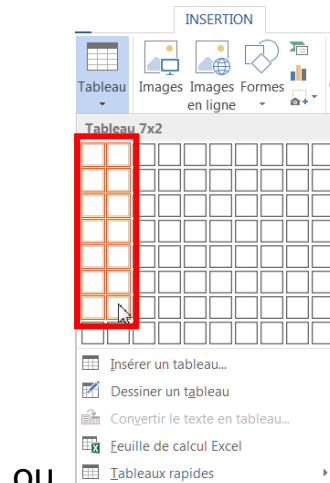 INSERTION
Tableau Images Images Formes
en ligne
Tableau 7x2
Insérer un tableau...
Dessiner un tableau
Convertir le texte en tableau...
Feuille de calcul Excel
ou Tableaux rapides